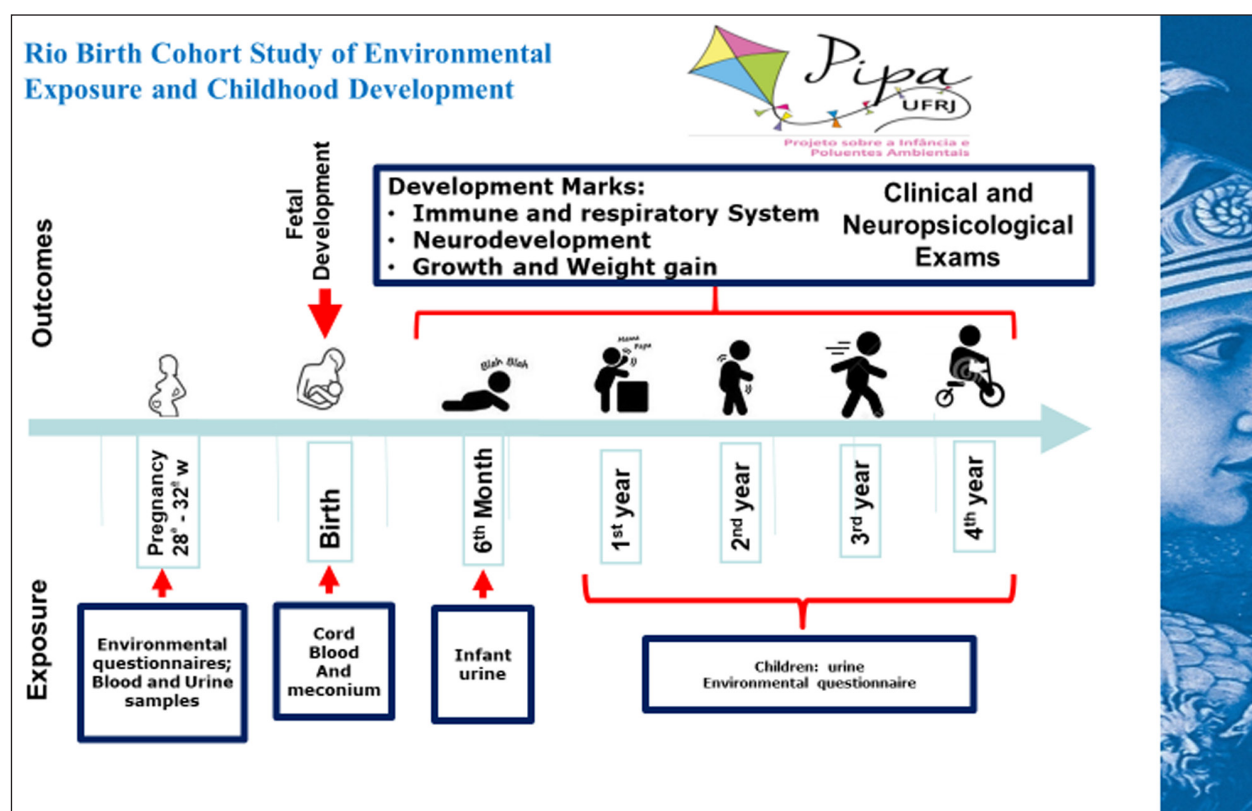 Rio Birth Cohort Study of Environmental
Exposure and Childhood Development
Pipa
UFRJ
Projeto sobre a Infância e
Poluentes Ambientais
Outcomes
Fetal
Development
Development Marks:
• Immune and respiratory System
• Neurodevelopment
• Growth and Weight gain
Clinical and
Neuropsicological
Exams
Blah Blah
Mama
Papa
Pregnancy
28ª - 32ª w
Birth
6th Month
1st year
2nd year
3rd year
4th year
Exposure
Environmental
questionnaires;
Blood and Urine
samples
Cord
Blood
And
meconium
Infant
urine
Children: urine
Environmental questionnaire